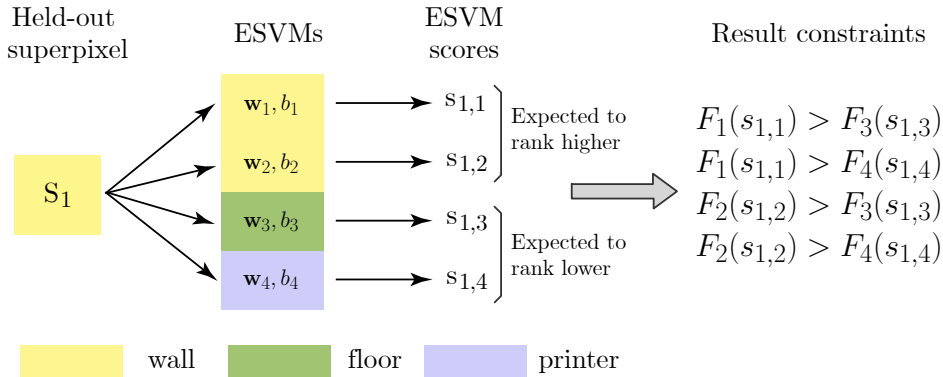 Held-out
superpixel
ESVMs
ESVM
scores
Result constraints
S₁
w₁, b₁
w₂, b₂
w₃, b₃
w₄, b₄
s₁,₁
s₁,₂
s₁,₃
s₁,₄
Expected to
rank higher
Expected to
rank lower
F₁(s₁,₁) > F₃(s₁,₃)
F₁(s₁,₁) > F₄(s₁,₄)
F₂(s₁,₂) > F₃(s₁,₃)
F₂(s₁,₂) > F₄(s₁,₄)
wall
floor
printer